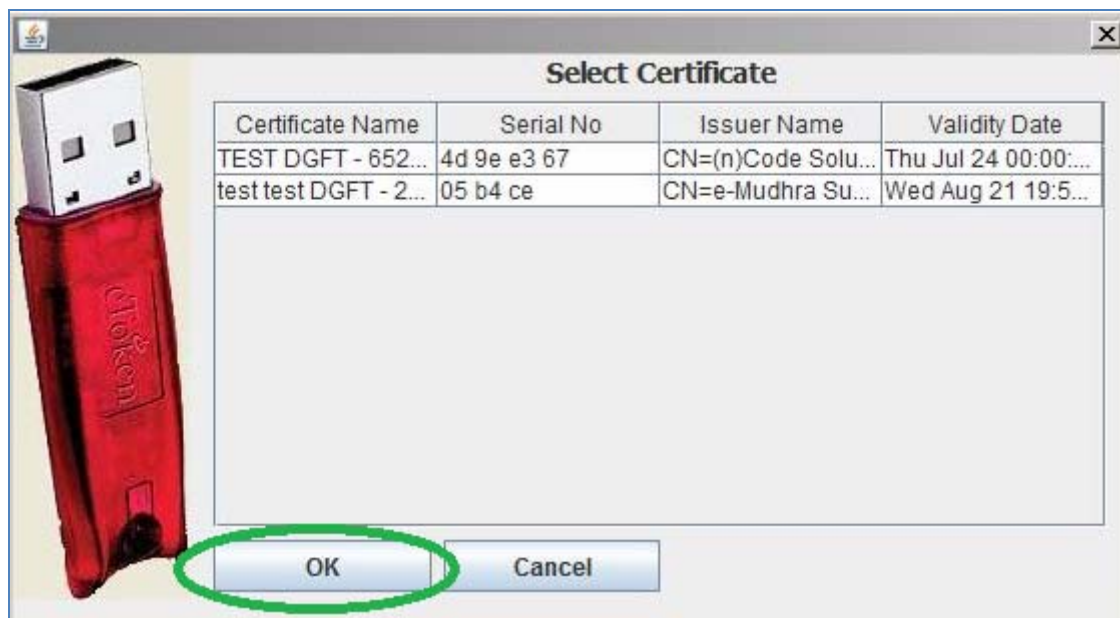 Select Certificate
Certificate Name Serial No Issuer Name Validity Date
TEST DGFT - 652... 4d 9e e3 67 CN=(n)Code Solu... Thu Jul 24 00:00:...
test test DGFT - 2... 05 b4 ce CN=e-Mudhra Su... Wed Aug 21 19:5...
eToken
OK Cancel